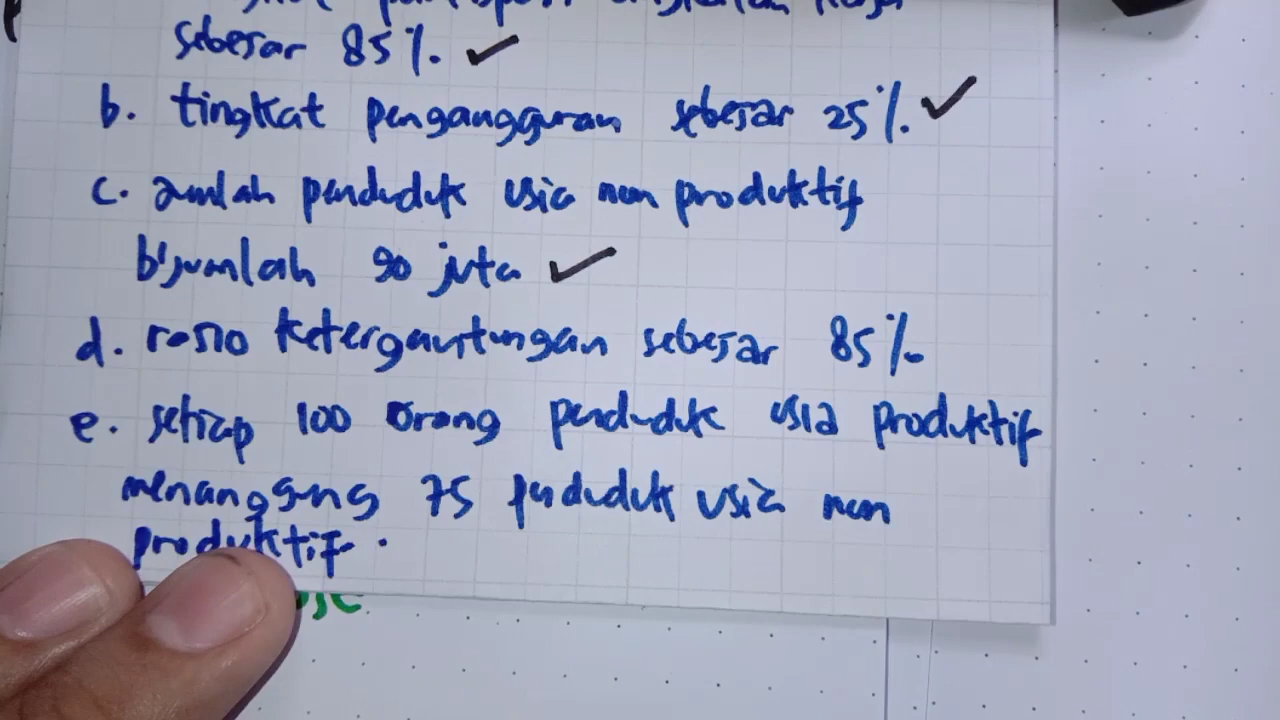 sebesar 85%.
b. tingkat pengangguran sebesar 25%.
c. Jumlah penduduk usia non produktif
b'jumlah 90 juta
d. rasio ketergantungan sebesar 85%
e. setiap 100 orang penduduk usia produktif
menanggung 75 penduduk usia non
produktif.